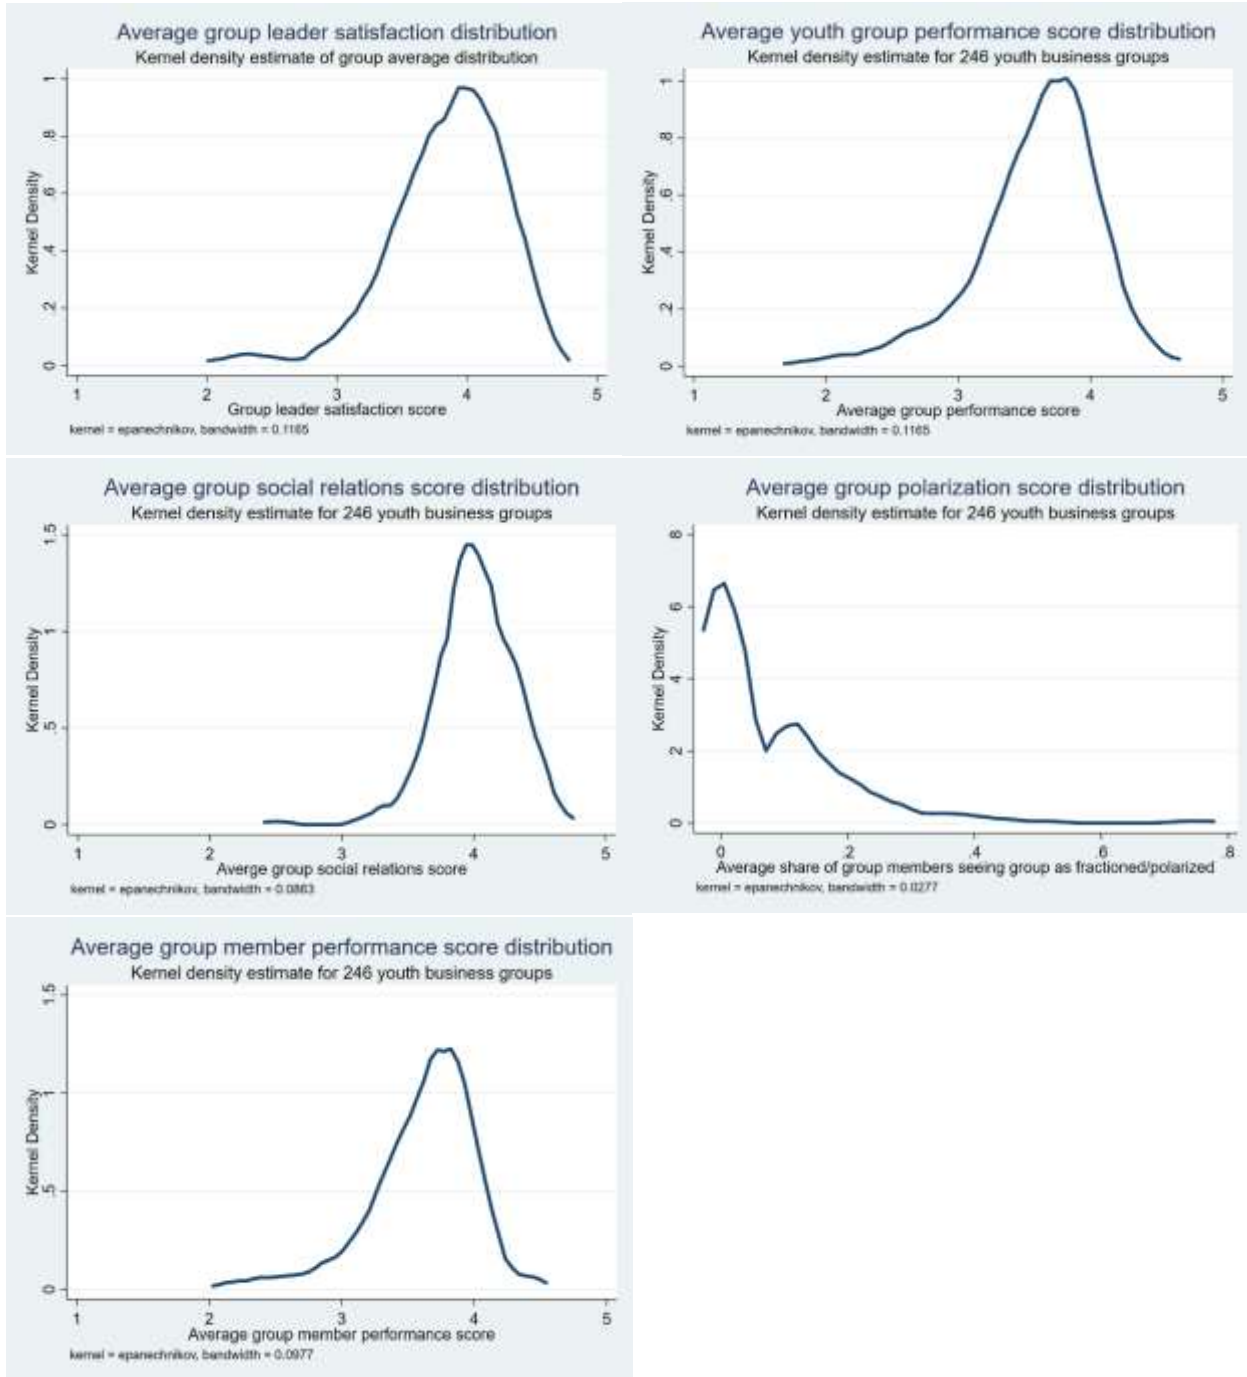 Average group leader satisfaction distribution
Kernel density estimate of group average distribution
Kernel Density
1
.8
.6
.4
.2
0
1 2 3 4 5
Group leader satisfaction score
kernel = epanechnikov, bandwidth = 0.1165
Average youth group performance score distribution
Kernel density estimate for 246 youth business groups
Kernel Density
1
.8
.6
.4
.2
0
1 2 3 4 5
Average group performance score
kernel = epanechnikov, bandwidth = 0.1165
Average group social relations score distribution
Kernel density estimate for 246 youth business groups
Kernel Density
1.5
1
.5
0
1 2 3 4 5
Averge group social relations score
kernel = epanechnikov, bandwidth = 0.0863
Average group polarization score distribution
Kernel density estimate for 246 youth business groups
Kernel Density
8
6
4
2
0
0 .2 .4 .6 .8
Average share of group members seeing group as fractioned/polarized
kernel = epanechnikov, bandwidth = 0.0277
Average group member performance score distribution
Kernel density estimate for 246 youth business groups
Kernel Density
1.5
1
.5
0
1 2 3 4 5
Average group member performance score
kernel = epanechnikov, bandwidth = 0.0977